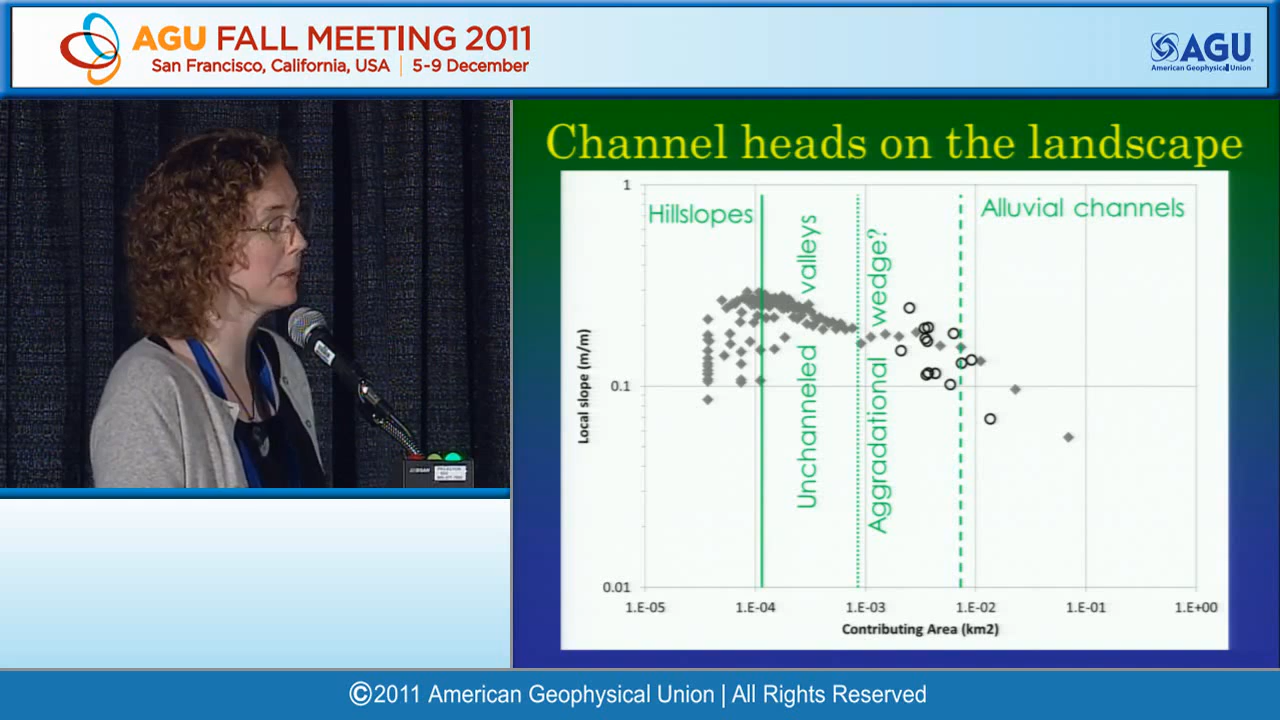 AGU FALL MEETING 2011
San Francisco, California, USA | 5-9 December
AGU
American Geophysical Union
Channel heads on the landscape
Hillslopes
Unchanneled valleys
Aggradational wedge?
Alluvial channels
Local slope (m/m)
1
0.1
0.01
1.E-05 1.E-04 1.E-03 1.E-02 1.E-01 1.E+00
Contributing Area (km2)
©2011 American Geophysical Union | All Rights Reserved